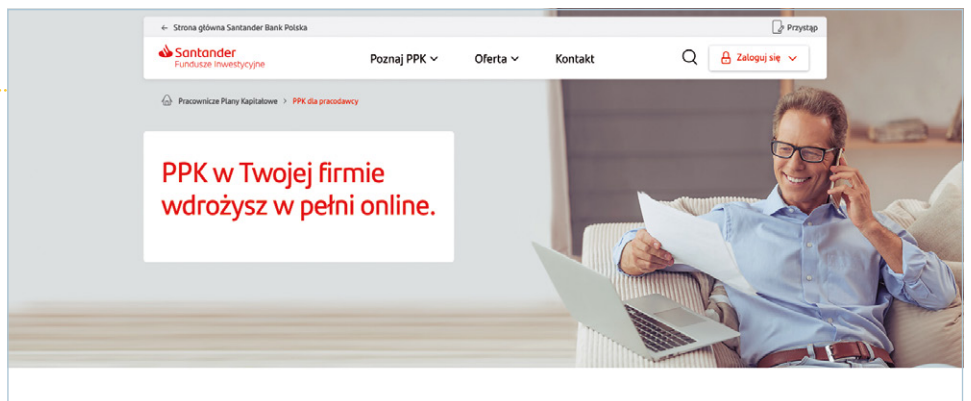 ← Strona główna Santander Bank Polska
Przystąp
Santander
Fundusze Inwestycyjne
Poznaj PPK
Oferta
Kontakt
Zaloguj się
Pracownicze Plany Kapitałowe > PPK dla pracodawcy
PPK w Twojej firmie
wdrożysz w pełni online.